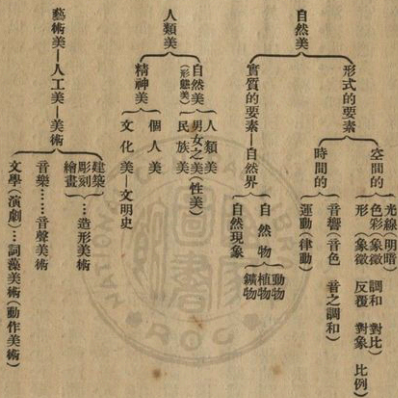 自然美
形式的要素
空間的
光線(明暗)
色彩(象徵 調和 對比)
形(象徵 反覆 對象 比例)
時間的
音響(音色 音之調和)
運動(律動)
實質的要素—自然界
自然物
動物
植物
鑛物
自然現象
人類美
自然美
(形態美)
人類美
男女之美(性美)
民族美
精神美
個人美
文化美—文明史
藝術美—人工美—美術
建築
彫刻
繪畫
…造形美術
音樂……音聲美術
文學(演劇)…詞藻美術(動作美術)